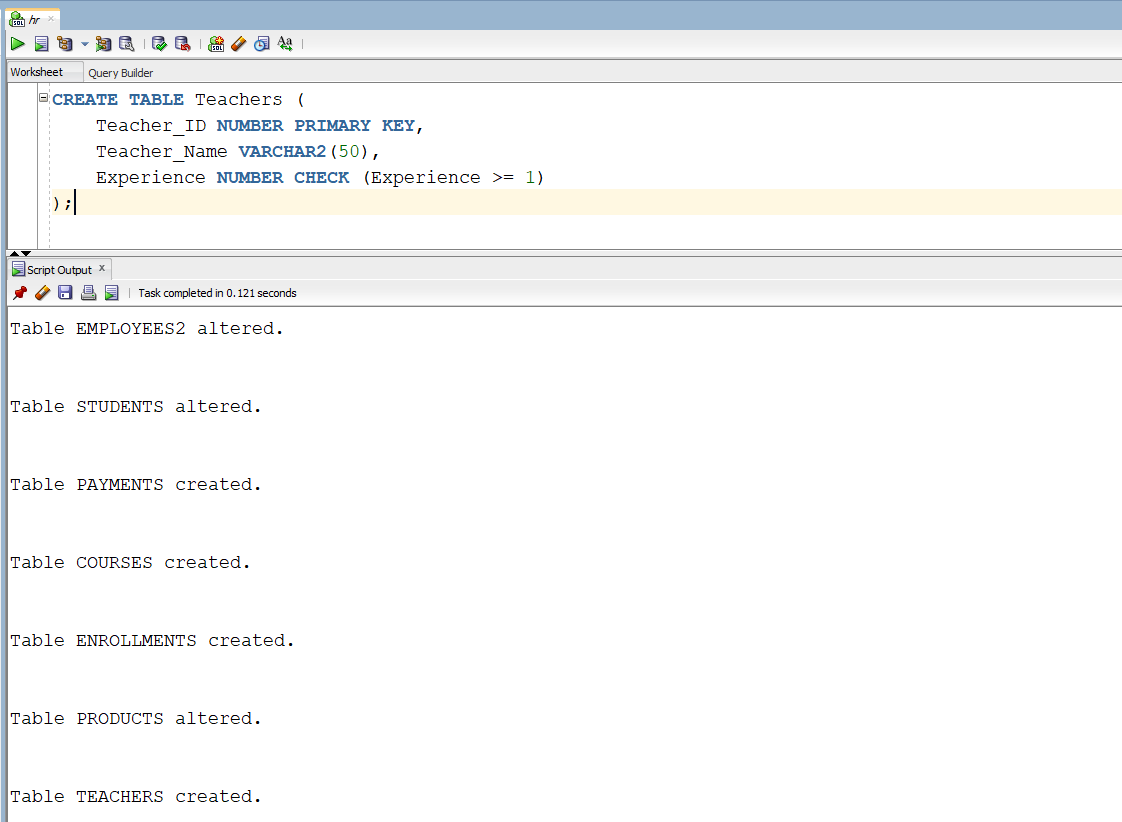 hr
Worksheet Query Builder
CREATE TABLE Teachers (
    Teacher_ID NUMBER PRIMARY KEY,
    Teacher_Name VARCHAR2(50),
    Experience NUMBER CHECK (Experience >= 1)
);
Script Output x
Task completed in 0.121 seconds
Table EMPLOYEES2 altered.
Table STUDENTS altered.
Table PAYMENTS created.
Table COURSES created.
Table ENROLLMENTS created.
Table PRODUCTS altered.
Table TEACHERS created.